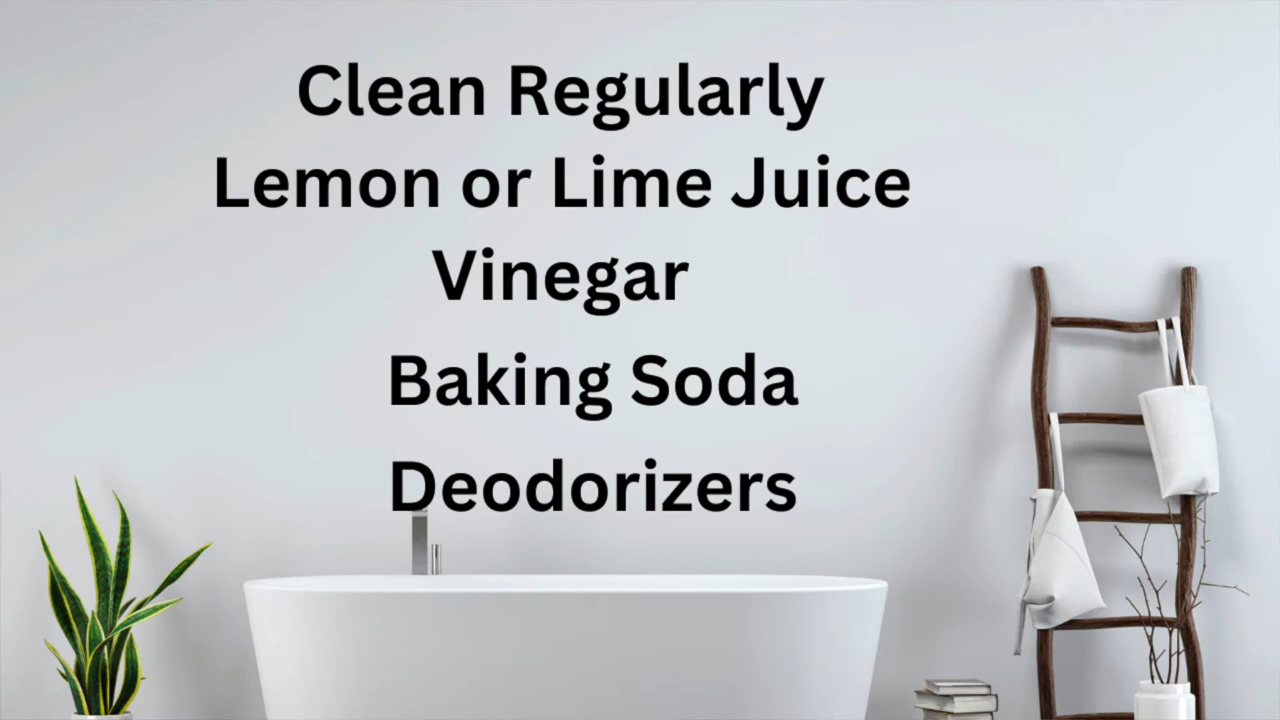 Clean Regularly
Lemon or Lime Juice
Vinegar
Baking Soda
Deodorizers